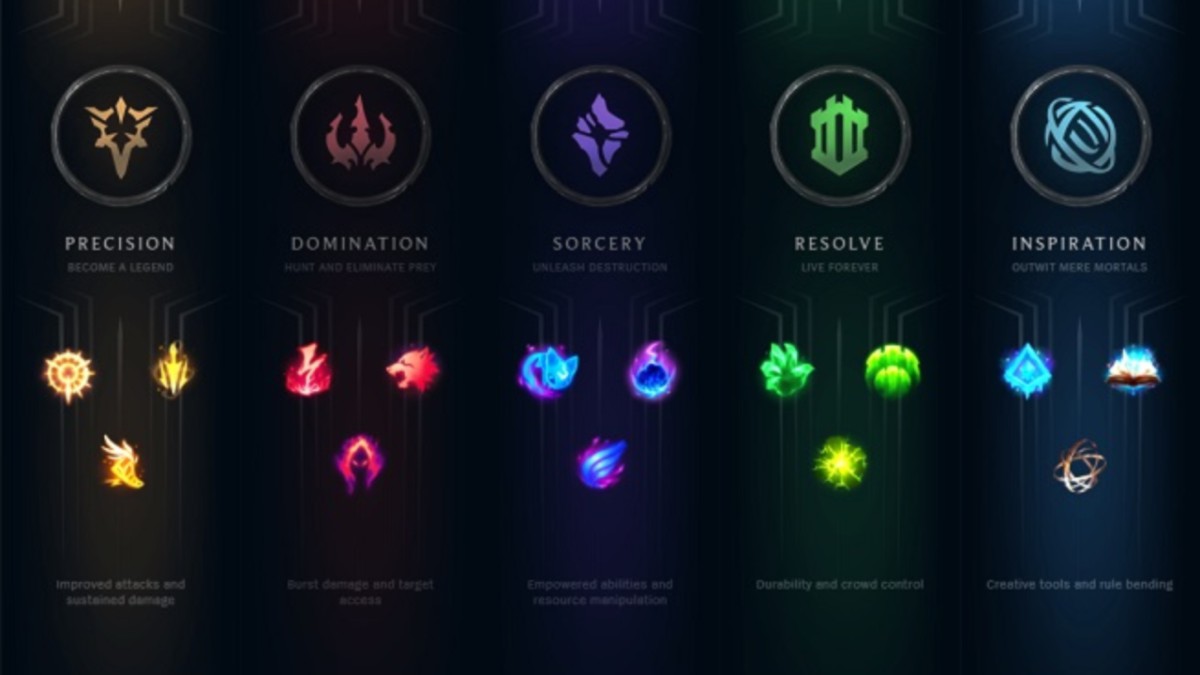 PRECISION
BECOME A LEGEND
Improved attacks and
sustained damage
DOMINATION
HUNT AND ELIMINATE PREY
Burst damage and target
access
SORCERY
UNLEASH DESTRUCTION
Empowered abilities and
resource manipulation
RESOLVE
LIVE FOREVER
Durability and crowd control
INSPIRATION
OUTWIT MERE MORTALS
Creative tools and rule bending